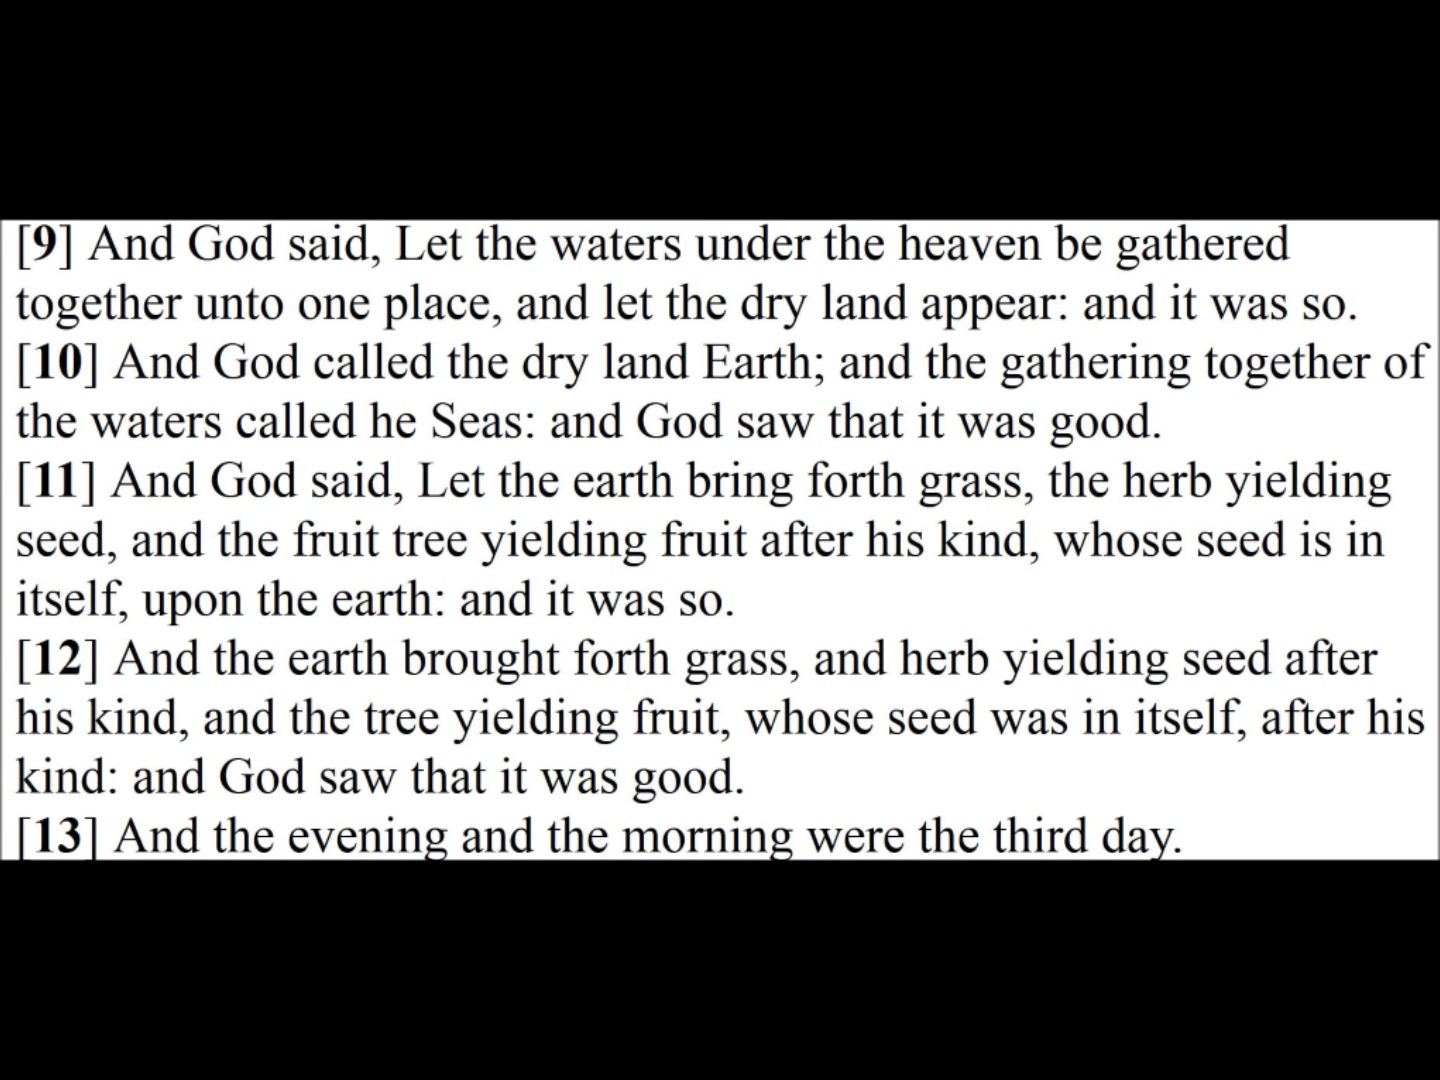 [9] And God said, Let the waters under the heaven be gathered
together unto one place, and let the dry land appear: and it was so.
[10] And God called the dry land Earth; and the gathering together of
the waters called he Seas: and God saw that it was good.
[11] And God said, Let the earth bring forth grass, the herb yielding
seed, and the fruit tree yielding fruit after his kind, whose seed is in
itself, upon the earth: and it was so.
[12] And the earth brought forth grass, and herb yielding seed after
his kind, and the tree yielding fruit, whose seed was in itself, after his
kind: and God saw that it was good.
[13] And the evening and the morning were the third day.